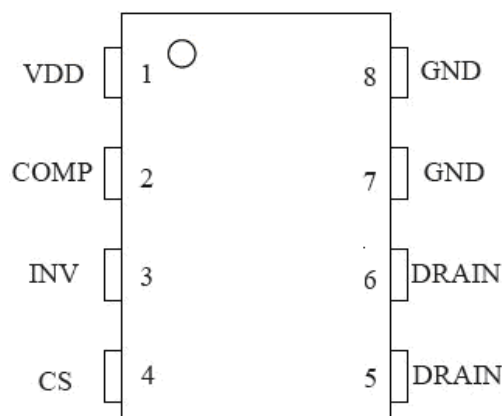 VDD 1 8 GND
COMP 2 7 GND
INV 3 6 DRAIN
CS 4 5 DRAIN